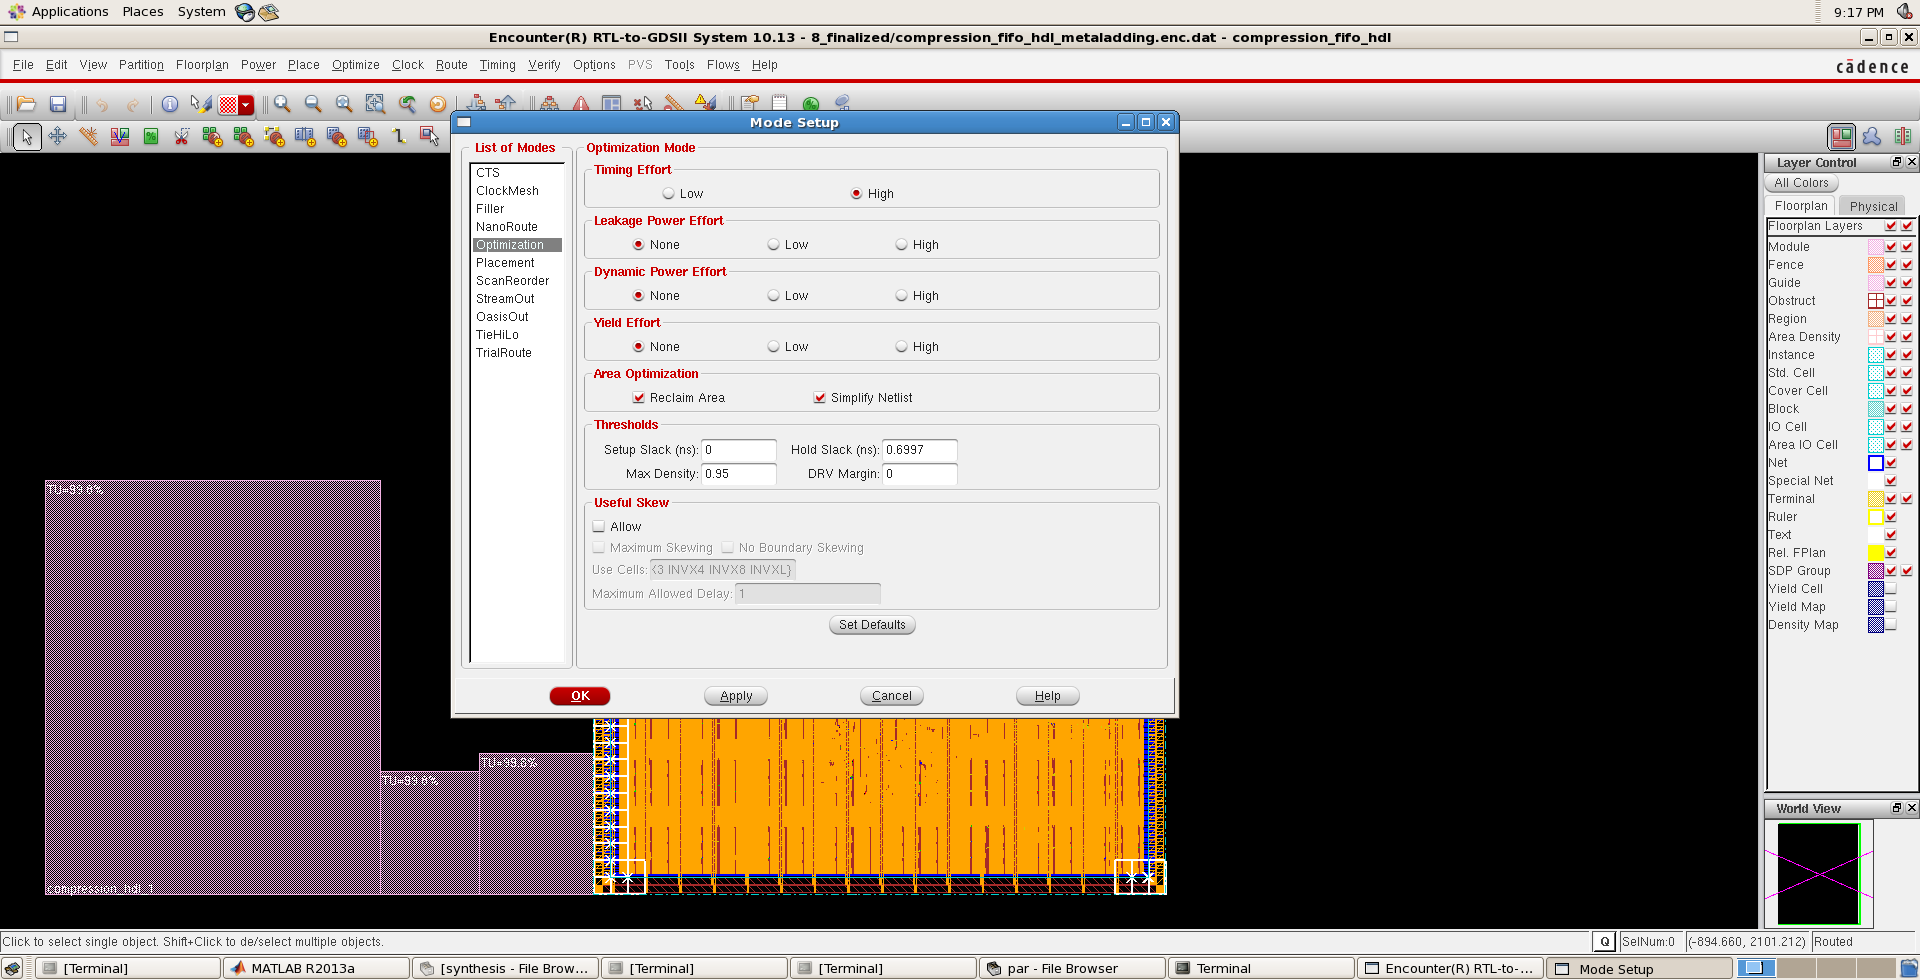 Applications Places System 9:17 PM
Encounter(R) RTL-to-GDSII System 10.13 - 8_finalized/compression_fifo_hdl_metaladding.enc.dat - compression_fifo_hdl
File Edit View Partition Floorplan Power Place Optimize Clock Route Timing Verify Options PVS Tools Flows Help cādence
Mode Setup
List of Modes
CTS
ClockMesh
Filler
NanoRoute
Optimization
Placement
ScanReorder
StreamOut
OasisOut
TieHiLo
TrialRoute
Optimization Mode
Timing Effort
Low High
Leakage Power Effort
None Low High
Dynamic Power Effort
None Low High
Yield Effort
None Low High
Area Optimization
Reclaim Area Simplify Netlist
Thresholds
Setup Slack (ns): 0 Hold Slack (ns): 0.6997
Max Density: 0.95 DRV Margin: 0
Useful Skew
Allow
Maximum Skewing No Boundary Skewing
Use Cells: INVX4 INVX8 INVXL}
Maximum Allowed Delay: 1
Set Defaults
OK Apply Cancel Help
Layer Control
All Colors
Floorplan Physical
Floorplan Layers
Module
Fence
Guide
Obstruct
Region
Area Density
Instance
Std. Cell
Cover Cell
Block
IO Cell
Area IO Cell
Net
Special Net
Terminal
Ruler
Text
Rel. FPlan
SDP Group
Yield Cell
Yield Map
Density Map
World View
compression_hdl_1
Click to select single object. Shift+Click to de/select multiple objects. Q SelNum:0 (-894.660, 2101.212) Routed
[Terminal] MATLAB R2013a [synthesis - File Brow... [Terminal] [Terminal] par - File Browser Terminal Encounter(R) RTL-to-... Mode Setup